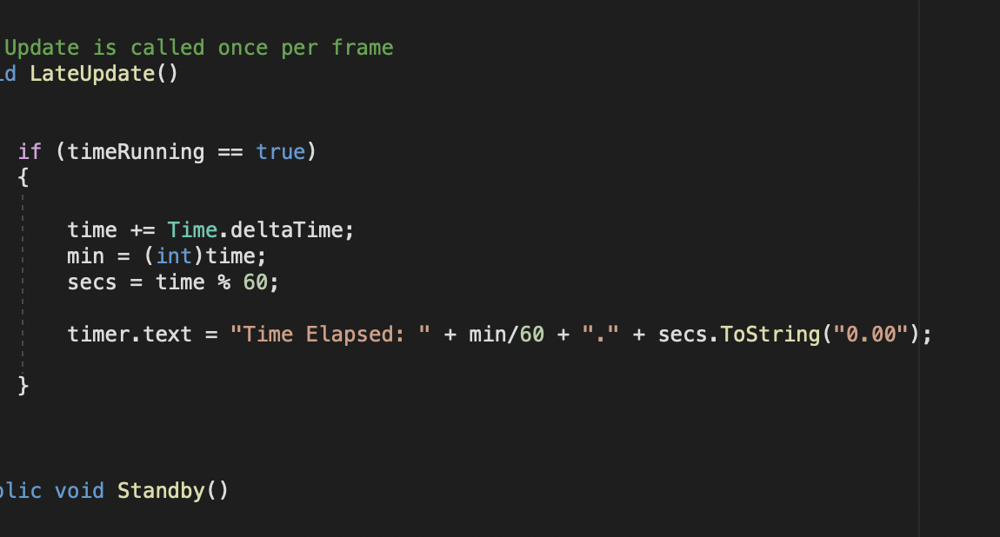 Update is called once per frame
id LateUpdate()
if (timeRunning == true)
{
time += Time.deltaTime;
min = (int)time;
secs = time % 60;
timer.text = "Time Elapsed: " + min/60 + "." + secs.ToString("0.00");
}
blic void Standby()